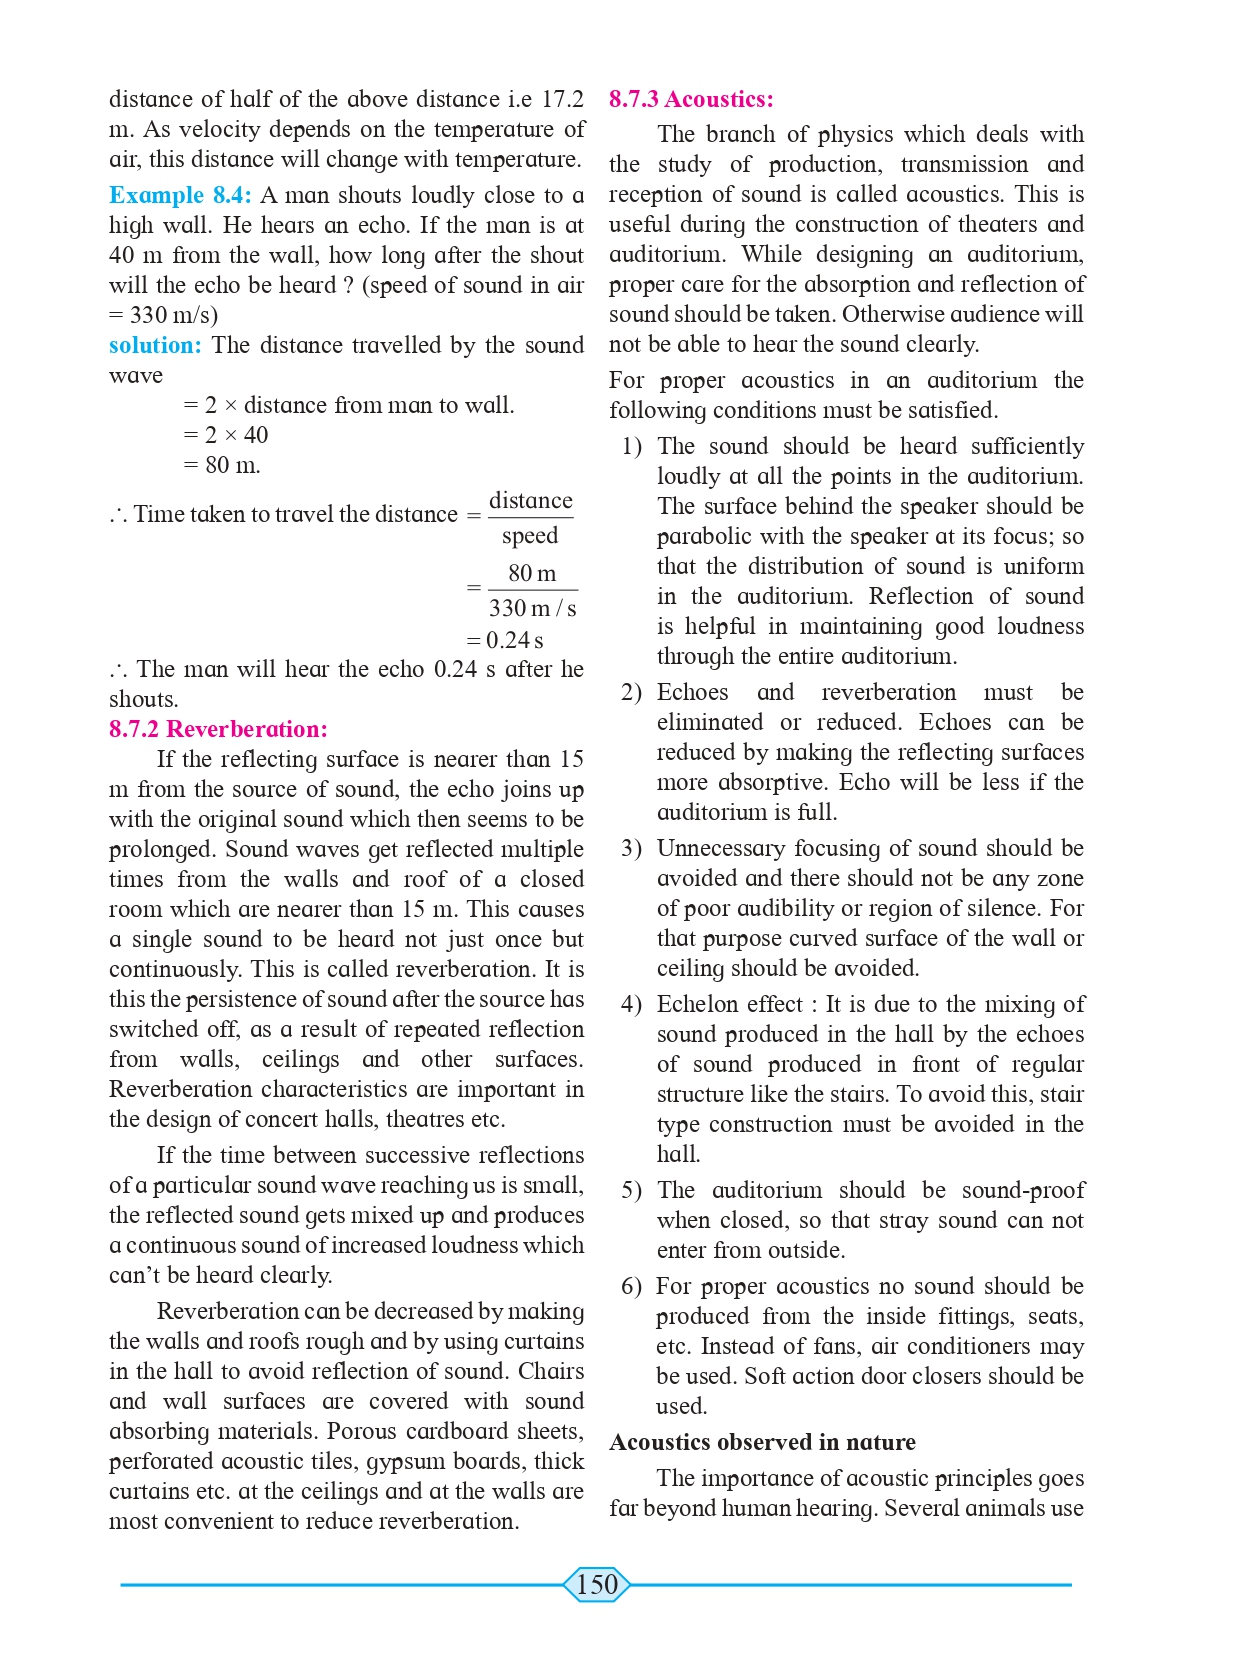 distance of half of the above distance i.e 17.2
m. As velocity depends on the temperature of
air, this distance will change with temperature.
Example 8.4: A man shouts loudly close to a
high wall. He hears an echo. If the man is at
40 m from the wall, how long after the shout
will the echo be heard ? (speed of sound in air
= 330 m/s)
solution: The distance travelled by the sound
wave
= 2 × distance from man to wall.
= 2 × 40
= 80 m.
∴ Time taken to travel the distance = distance
speed
= 80 m
330 m / s
= 0.24 s
∴ The man will hear the echo 0.24 s after he
shouts.
8.7.2 Reverberation:
If the reflecting surface is nearer than 15
m from the source of sound, the echo joins up
with the original sound which then seems to be
prolonged. Sound waves get reflected multiple
times from the walls and roof of a closed
room which are nearer than 15 m. This causes
a single sound to be heard not just once but
continuously. This is called reverberation. It is
this the persistence of sound after the source has
switched off, as a result of repeated reflection
from walls, ceilings and other surfaces.
Reverberation characteristics are important in
the design of concert halls, theatres etc.
If the time between successive reflections
of a particular sound wave reaching us is small,
the reflected sound gets mixed up and produces
a continuous sound of increased loudness which
can’t be heard clearly.
Reverberation can be decreased by making
the walls and roofs rough and by using curtains
in the hall to avoid reflection of sound. Chairs
and wall surfaces are covered with sound
absorbing materials. Porous cardboard sheets,
perforated acoustic tiles, gypsum boards, thick
curtains etc. at the ceilings and at the walls are
most convenient to reduce reverberation.
8.7.3 Acoustics:
The branch of physics which deals with
the study of production, transmission and
reception of sound is called acoustics. This is
useful during the construction of theaters and
auditorium. While designing an auditorium,
proper care for the absorption and reflection of
sound should be taken. Otherwise audience will
not be able to hear the sound clearly.
For proper acoustics in an auditorium the
following conditions must be satisfied.
1) The sound should be heard sufficiently
loudly at all the points in the auditorium.
The surface behind the speaker should be
parabolic with the speaker at its focus; so
that the distribution of sound is uniform
in the auditorium. Reflection of sound
is helpful in maintaining good loudness
through the entire auditorium.
2) Echoes and reverberation must be
eliminated or reduced. Echoes can be
reduced by making the reflecting surfaces
more absorptive. Echo will be less if the
auditorium is full.
3) Unnecessary focusing of sound should be
avoided and there should not be any zone
of poor audibility or region of silence. For
that purpose curved surface of the wall or
ceiling should be avoided.
4) Echelon effect : It is due to the mixing of
sound produced in the hall by the echoes
of sound produced in front of regular
structure like the stairs. To avoid this, stair
type construction must be avoided in the
hall.
5) The auditorium should be sound-proof
when closed, so that stray sound can not
enter from outside.
6) For proper acoustics no sound should be
produced from the inside fittings, seats,
etc. Instead of fans, air conditioners may
be used. Soft action door closers should be
used.
Acoustics observed in nature
The importance of acoustic principles goes
far beyond human hearing. Several animals use
150